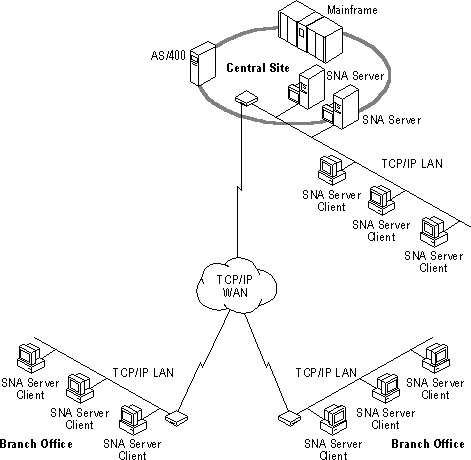 Mainframe
AS/400
Central Site
SNA Server
SNA Server
TCP/IP LAN
SNA Server
Client
SNA Server
Client
SNA Server
Client
TCP/IP
WAN
TCP/IP LAN
SNA Server
Client
SNA Server
Client
SNA Server
Client
Branch Office
TCP/IP LAN
SNA Server
Client
SNA Server
Client
SNA Server
Client
Branch Office